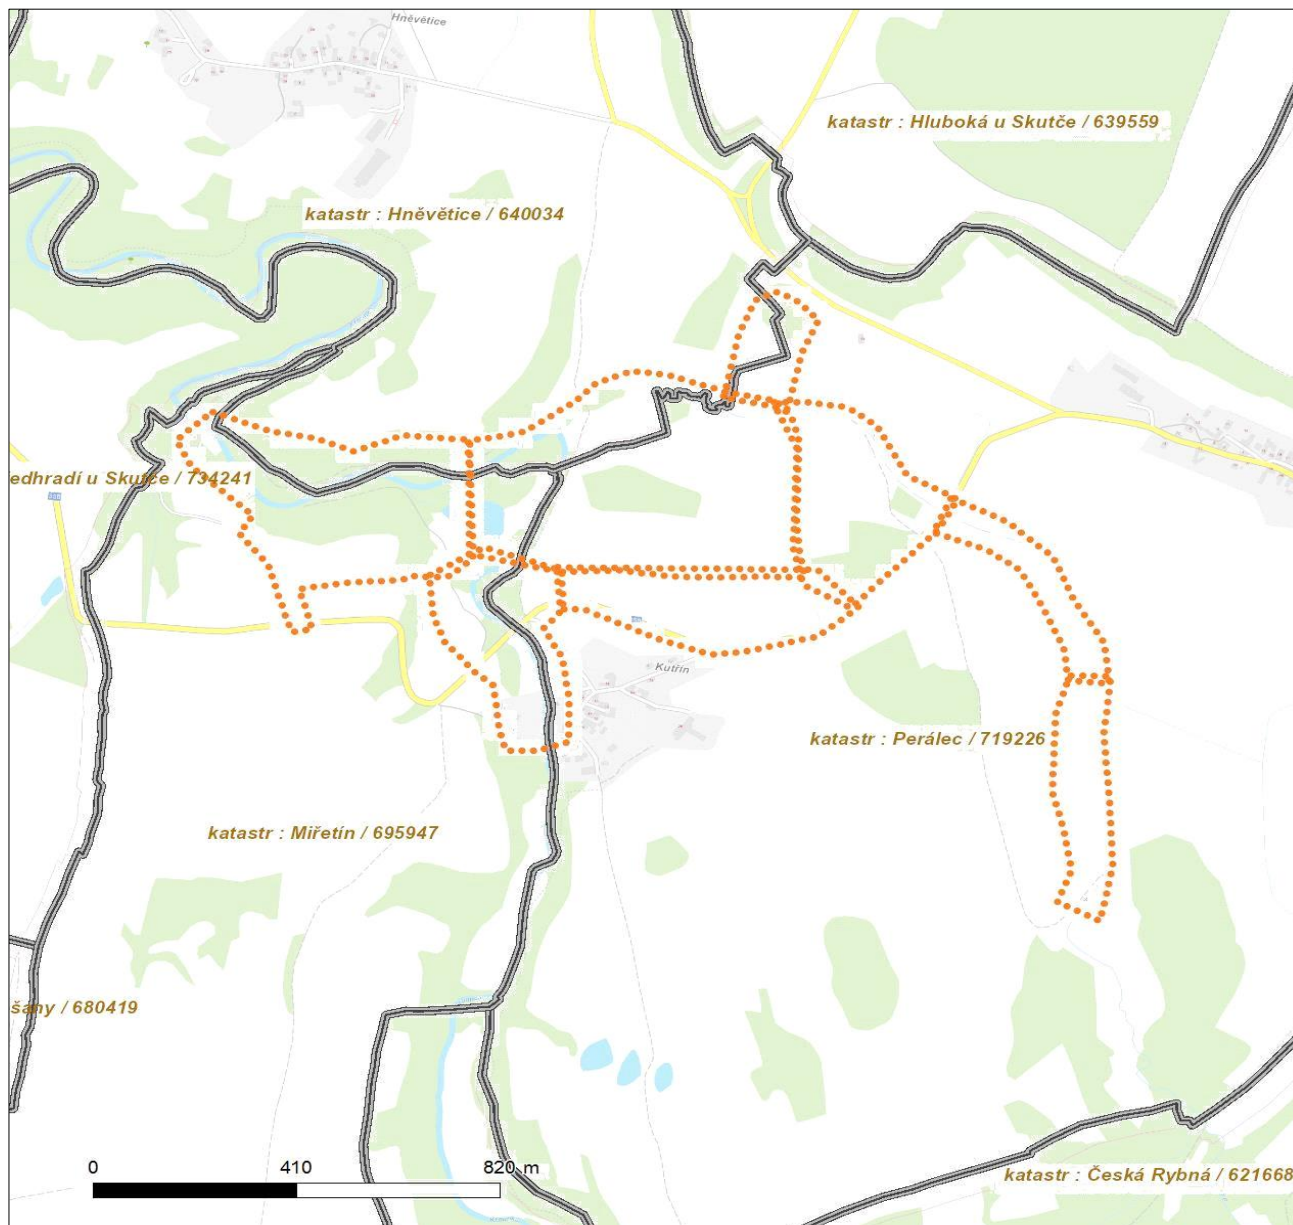 Hněvětice
katastr : Hluboká u Skutče / 639559
katastr : Hněvětice / 640034
edhradí u Skutče / 734241
Kutřín
katastr : Perálec / 719226
katastr : Miřetín / 695947
šany / 680419
0 410 820 m
katastr : Česká Rybná / 621668